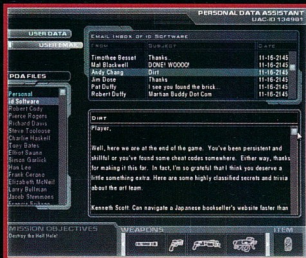 PERSONAL DATA ASSISTANT
UAC-ID 134981
USER DATA
USER EMAIL
PDA FILES
Personal
id Software
Robert Cody
Pierce Rogers
Richard Davis
Steve Tooloose
Charlie Haskell
Tony Bates
Elliot Swann
Simon Garlick
Han Lee
Frank Cerano
Elizabeth McNeil
Larry Bullman
Jacob Stemmons
EMAIL INBOX OF id Software
FROM SUBJECT DATE
Timothee Besset Thanks... 11-16-2145
Mal Blackwell DONE! WOOOO! 11-16-2145
Andy Chang Dirt 11-16-2145
Jim Dose Thanks 11-16-2145
Pat Duffy I see you found the brick... 11-16-2145
Robert Duffy Martian Buddy Dot Com 11-16-2145
DIRT
Player,
Well, here we are at the end of the game. You've been persistent and
skillful or you've found some cheat codes somewhere. Either way, thanks
for making this far. In fact, I'm so grateful that I think you deserve a
little something extra. Here are some highly classified secrets and trivia
about the art team.
Kenneth Scott: Can navigate a Japanese bookseller's website faster than
MISSION OBJECTIVES
Destroy the Hell Hole!
WEAPONS
ITEM